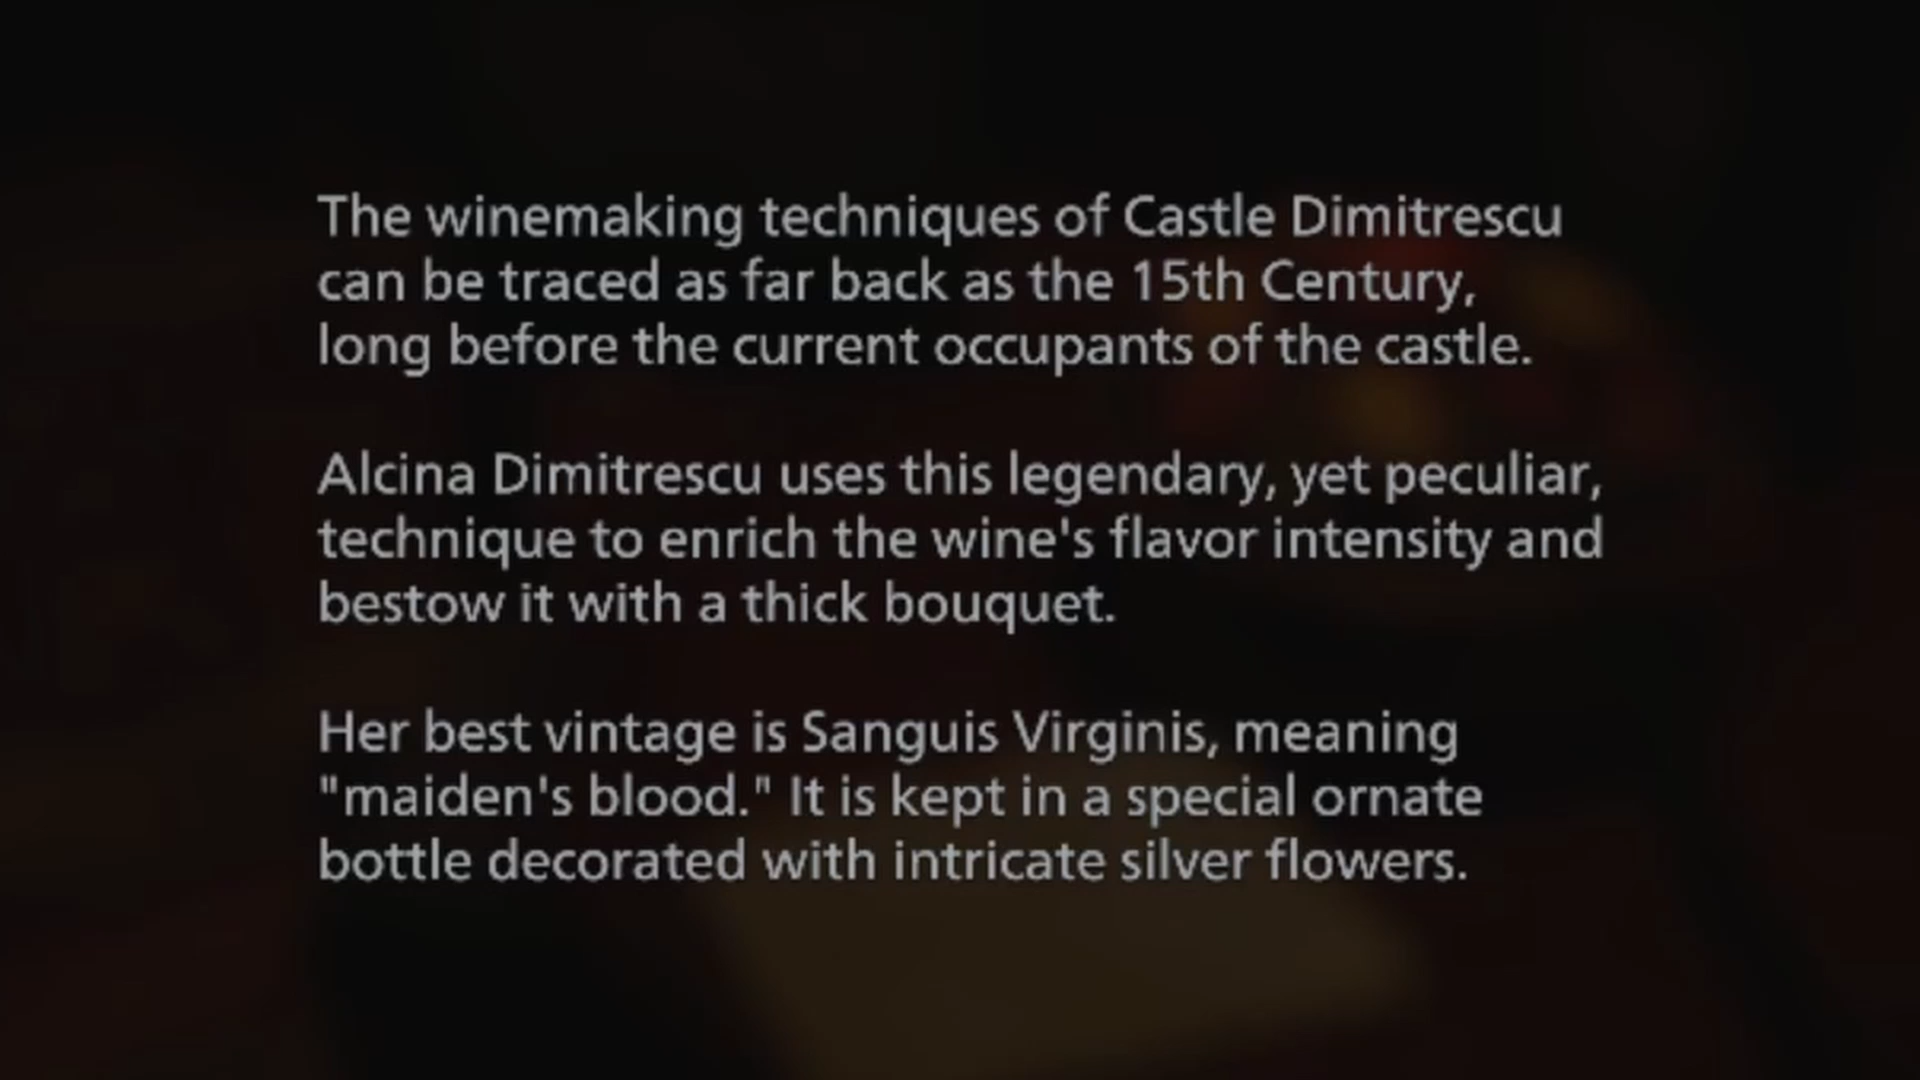 The winemaking techniques of Castle Dimitrescu
can be traced as far back as the 15th Century,
long before the current occupants of the castle.
Alcina Dimitrescu uses this legendary, yet peculiar,
technique to enrich the wine's flavor intensity and
bestow it with a thick bouquet.
Her best vintage is Sanguis Virginis, meaning
"maiden's blood." It is kept in a special ornate
bottle decorated with intricate silver flowers.